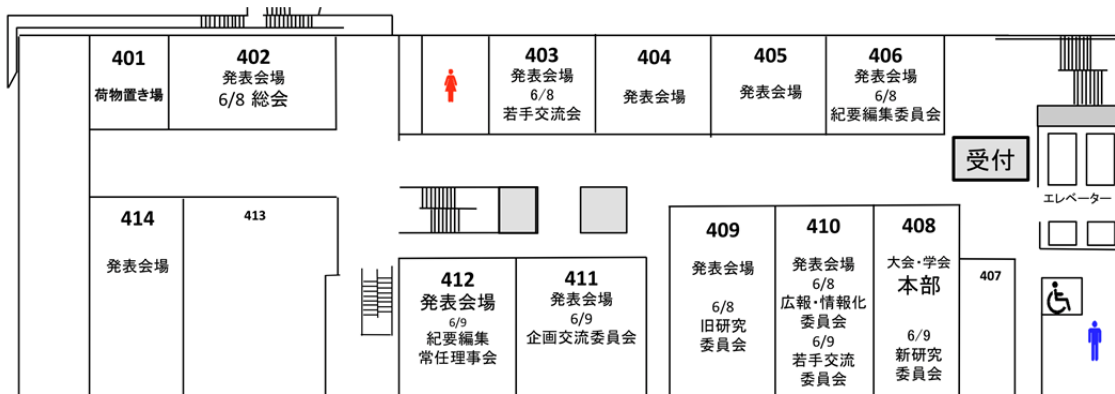 401
荷物置き場
402
発表会場
6/8 総会
403
発表会場
6/8
若手交流会
404
発表会場
405
発表会場
406
発表会場
6/8
紀要編集委員会
受付
エレベーター
414
発表会場
413
412
発表会場
6/9
紀要編集
常任理事会
411
発表会場
6/9
企画交流委員会
409
発表会場
6/8
旧研究
委員会
410
発表会場
6/8
広報・情報化
委員会
6/9
若手交流
委員会
408
大会・学会
本部
6/9
新研究
委員会
407